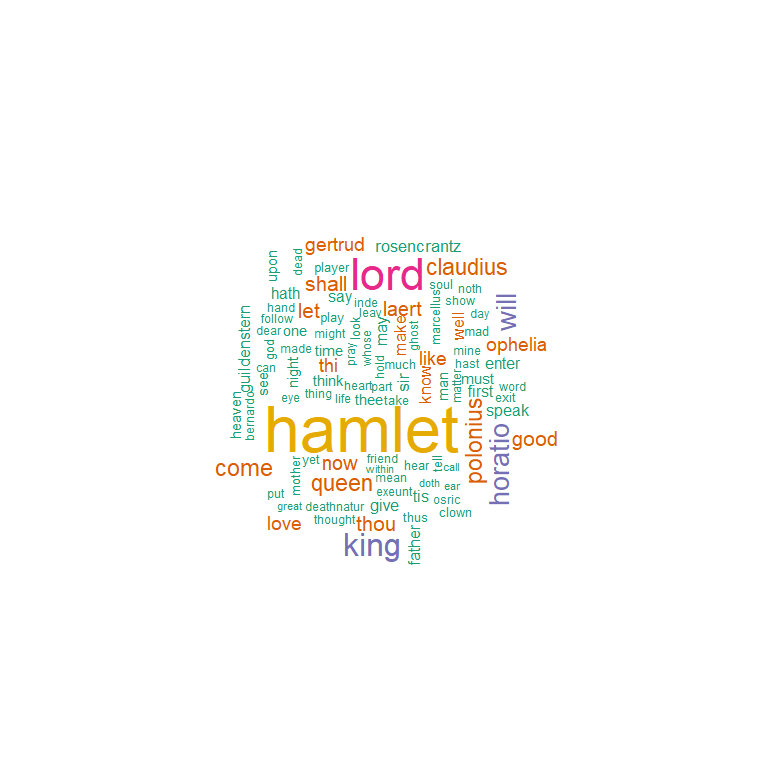 gertrud
rosencrantz
upon
dead
player
lord
claudius
shall
soul
noth
hath
say
inde
show
will
hand
let
leav
laert
marcellus
day
follow
play
look
may
make
ghost
well
mad
dear
one
might
ophelia
guildenstern
god
made
time
pray
whose
like
mine
can
thi
much
hast
enter
see
night
think
hold
sir
know
man
matter
must
heart
part
first
word
eye
thing
life
thee
take
exit
heaven
bernardo
speak
hamlet
polonius
horatio
good
come
yet
now
friend
hear
tell
call
mother
within
queen
mean
doth
ear
put
exeunt
tis
osric
great
death
natur
give
clown
love
thought
thou
thus
king
father